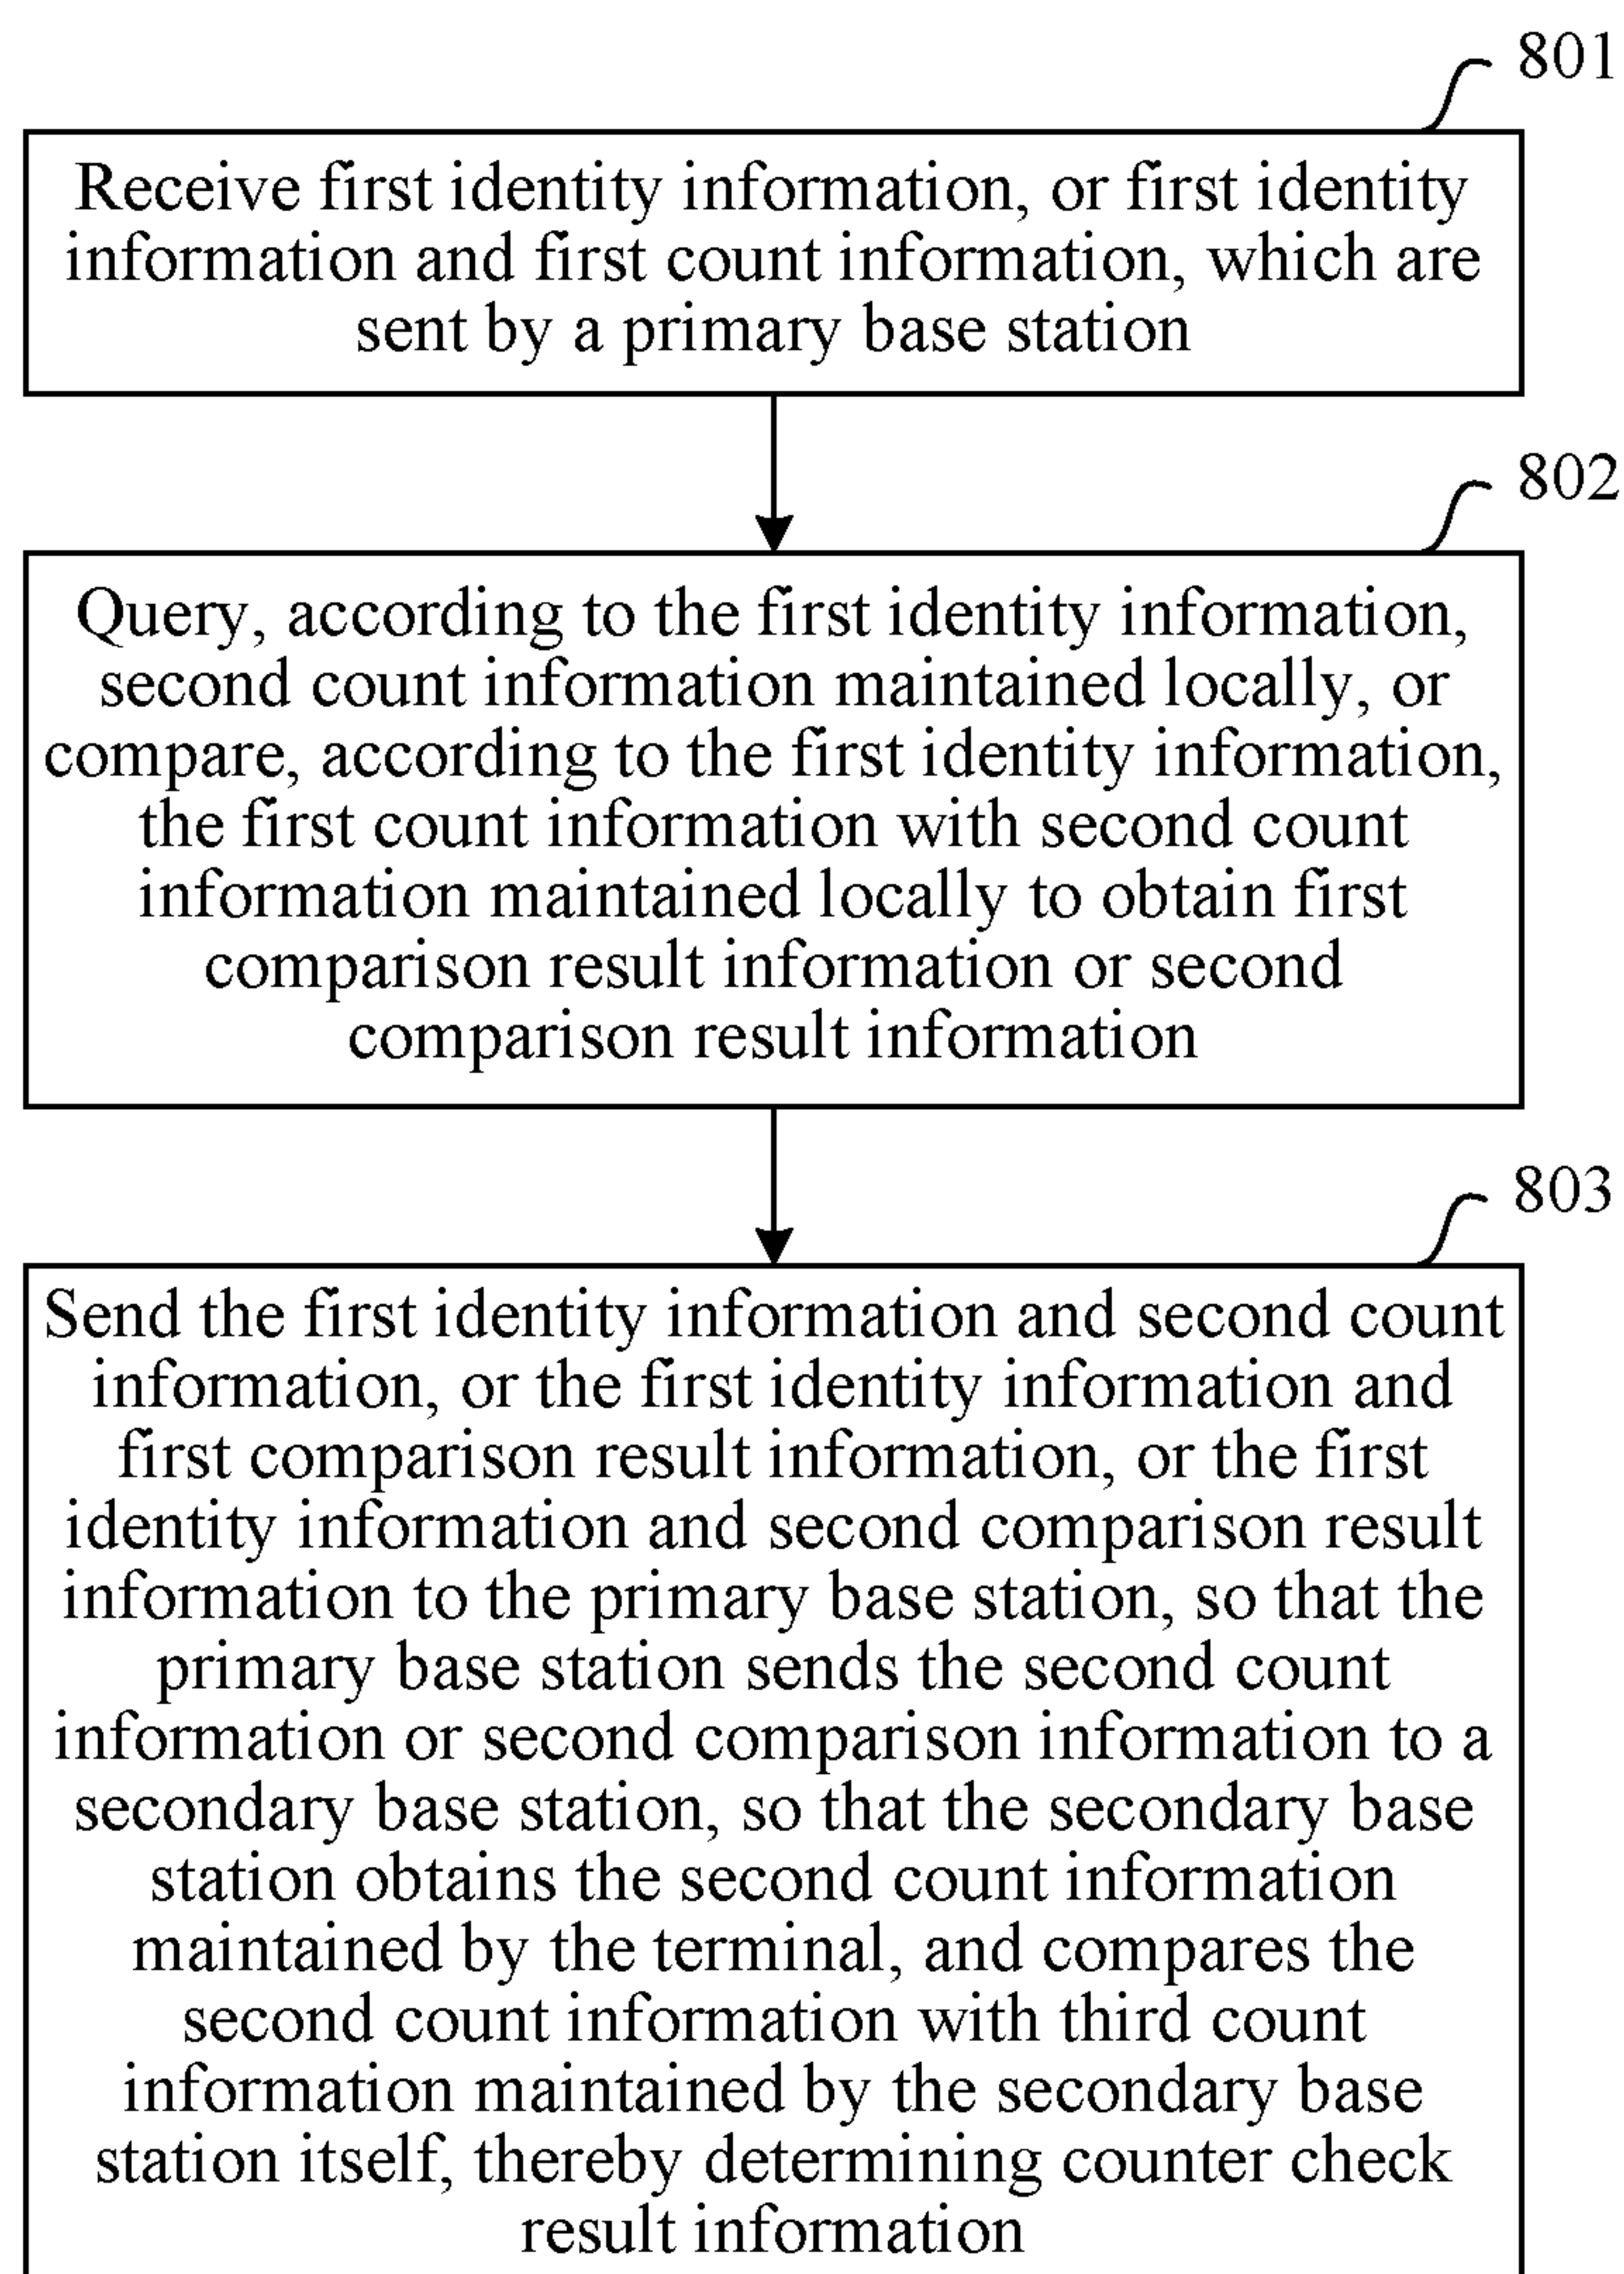 801
Receive first identity information, or first identity
information and first count information, which are
sent by a primary base station
802
Query, according to the first identity information,
second count information maintained locally, or
compare, according to the first identity information,
the first count information with second count
information maintained locally to obtain first
comparison result information or second
comparison result information
803
Send the first identity information and second count
information, or the first identity information and
first comparison result information, or the first
identity information and second comparison result
information to the primary base station, so that the
primary base station sends the second count
information or second comparison information to a
secondary base station, so that the secondary base
station obtains the second count information
maintained by the terminal, and compares the
second count information with third count
information maintained by the secondary base
station itself, thereby determining counter check
result information